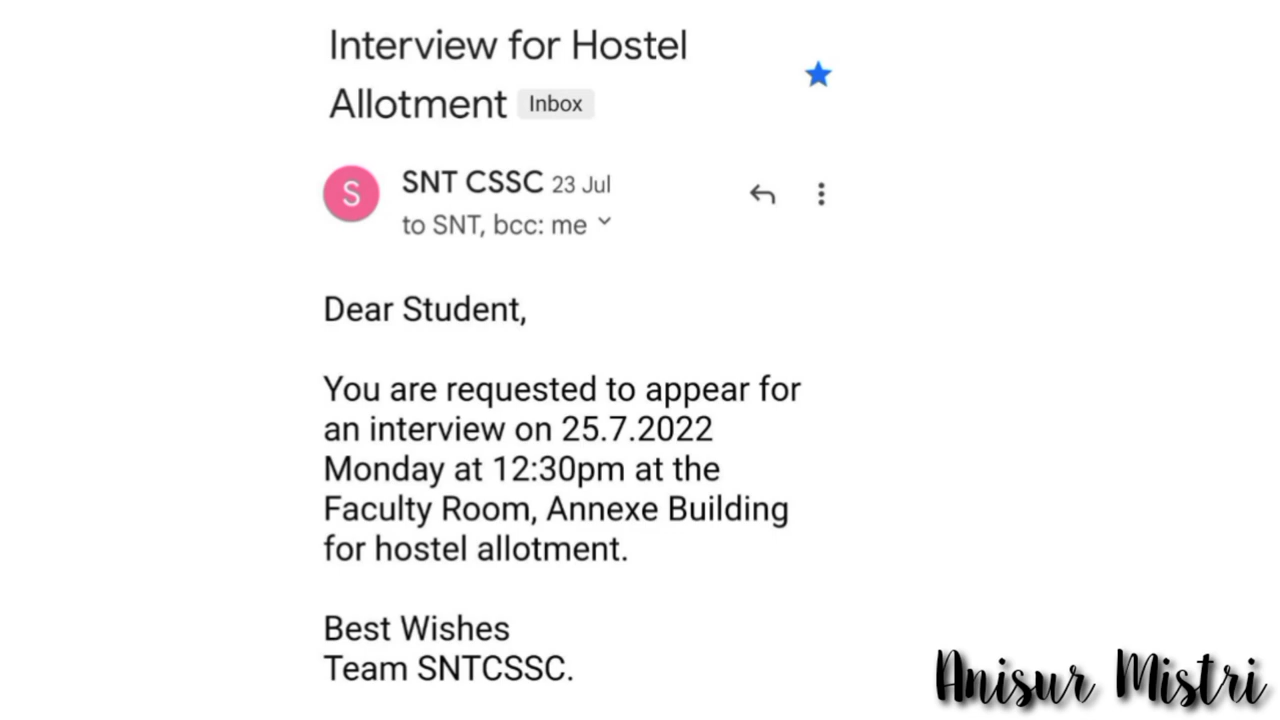 Interview for Hostel
Allotment Inbox
S
SNT CSSC 23 Jul
to SNT, bcc: me
Dear Student,
You are requested to appear for
an interview on 25.7.2022
Monday at 12:30pm at the
Faculty Room, Annexe Building
for hostel allotment.
Best Wishes
Team SNTCSSC.
Anisur Mistri